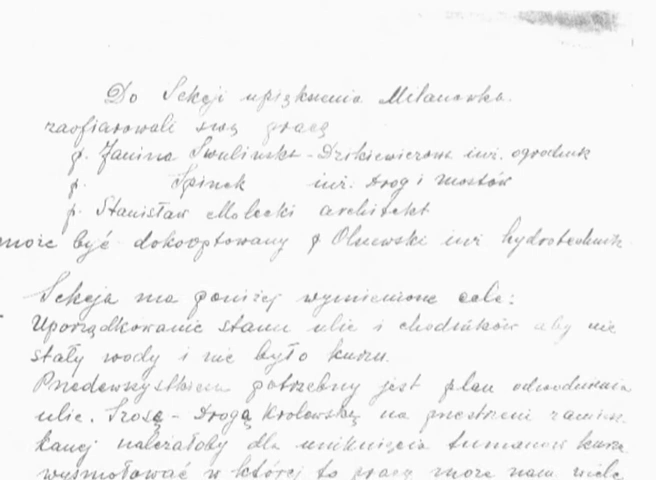 Do Sekcji upiększenia Milanówka.
zaofiarowali swą pracę
p. Janina Swulinska-Dzikiewiczowa inż. ogrodnik
p. Spinek inż. Dróg i mostów
p. Stanisław Malecki architekt
może być dokooptowany p Olszewski inż hydrotechnik
Sekcja ma poniżej wymienione cele:
Uporządkowanie stanu ulic i chodników aby nie
stały wody i nie było kurzu.
Przedewszystkiem potrzebny jest plan odwodnienia
ulic. Szosę - Drogą Królewską na przestrzeni zamiesz-
kanej należałoby dla uniknięcia tumanów kurzu
wysmołować w której to pracy może nam wiele